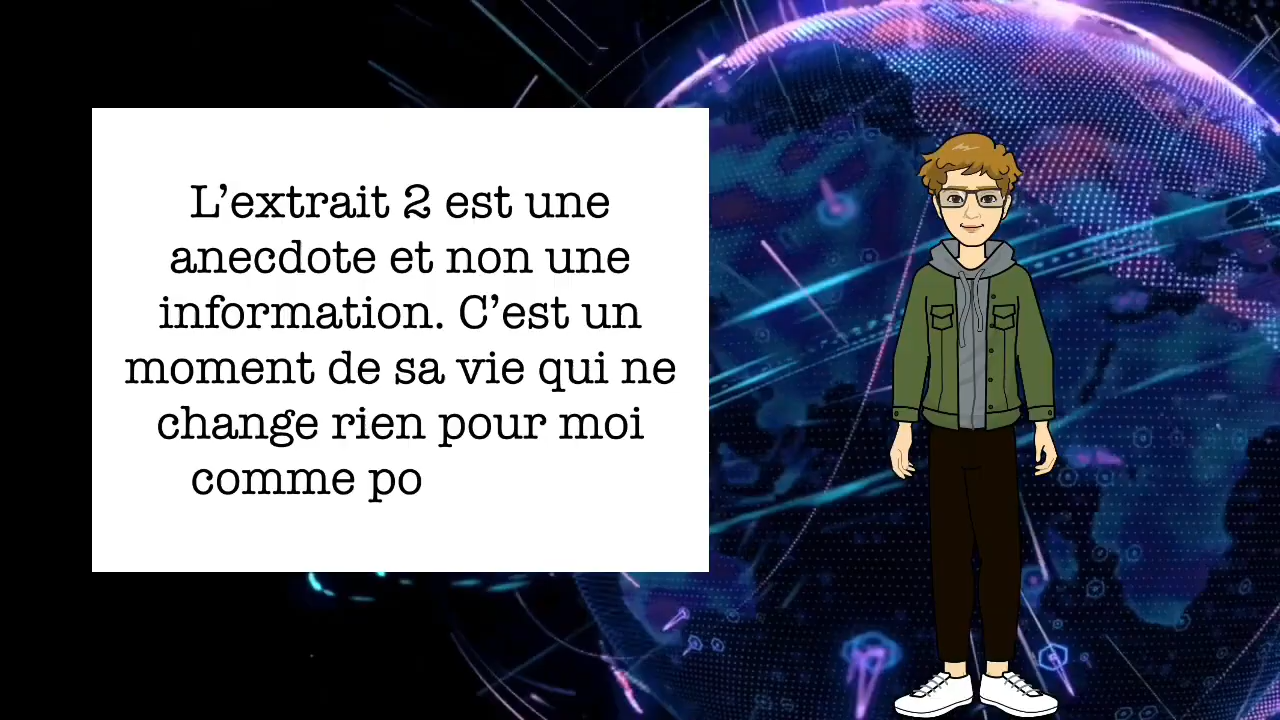 L’extrait 2 est une
anecdote et non une
information. C’est un
moment de sa vie qui ne
change rien pour moi
comme po